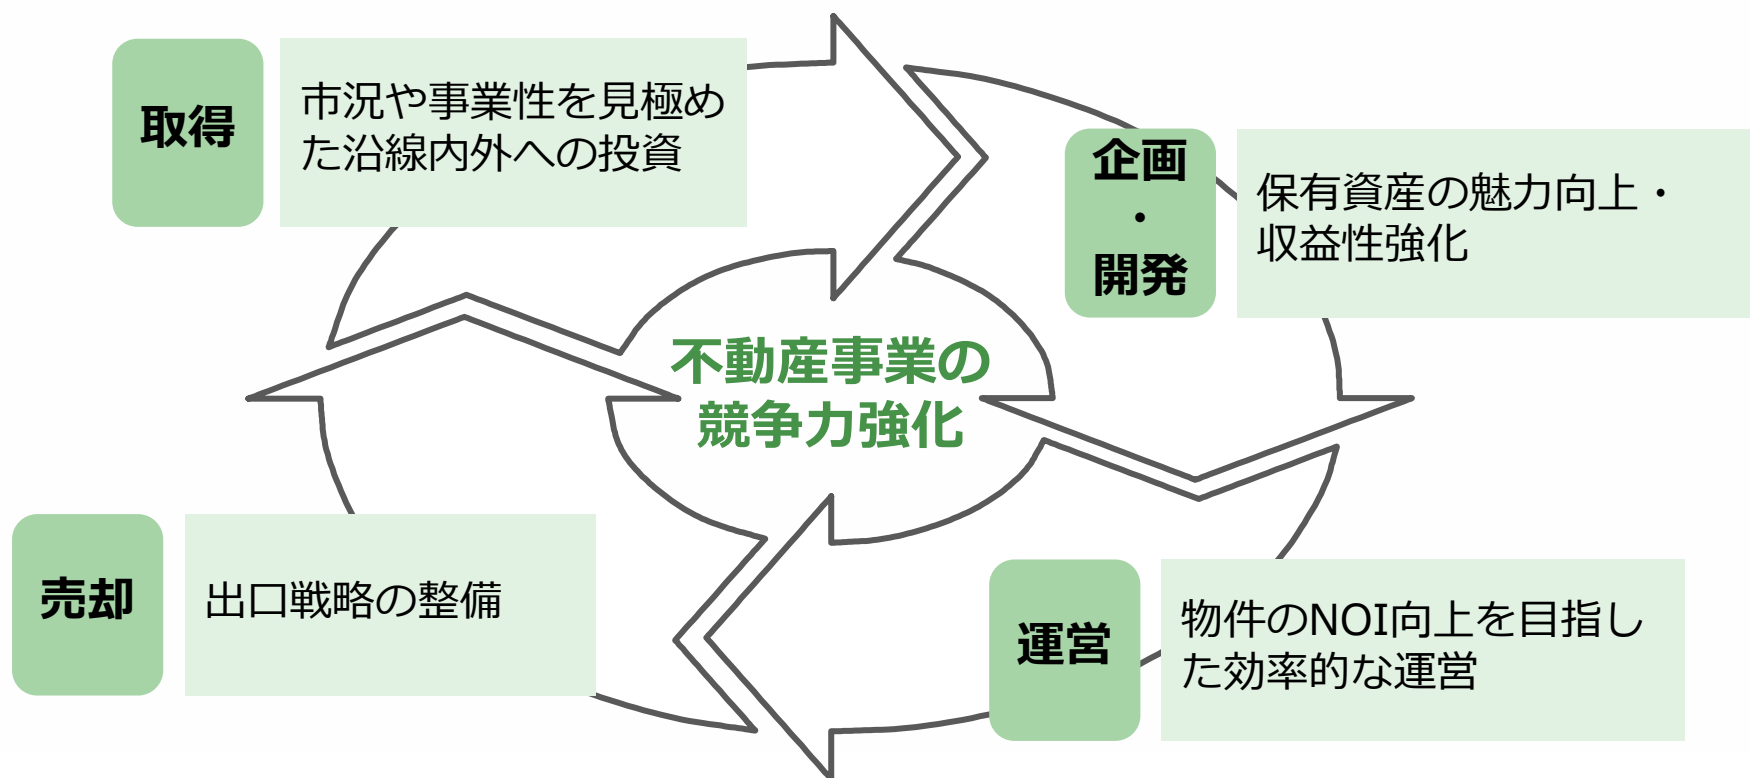 取得
市況や事業性を見極め
た沿線内外への投資
企画
・
開発
保有資産の魅力向上・
収益性強化
不動産事業の
競争力強化
売却
出口戦略の整備
運営
物件のNOI向上を目指し
た効率的な運営